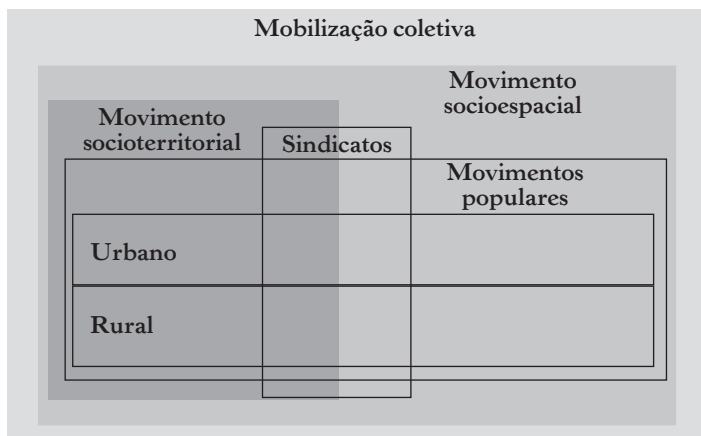 Mobilização coletiva
Movimento
socioespacial
Movimento
socioterritorial
Sindicatos
Movimentos
populares
Urbano
Rural